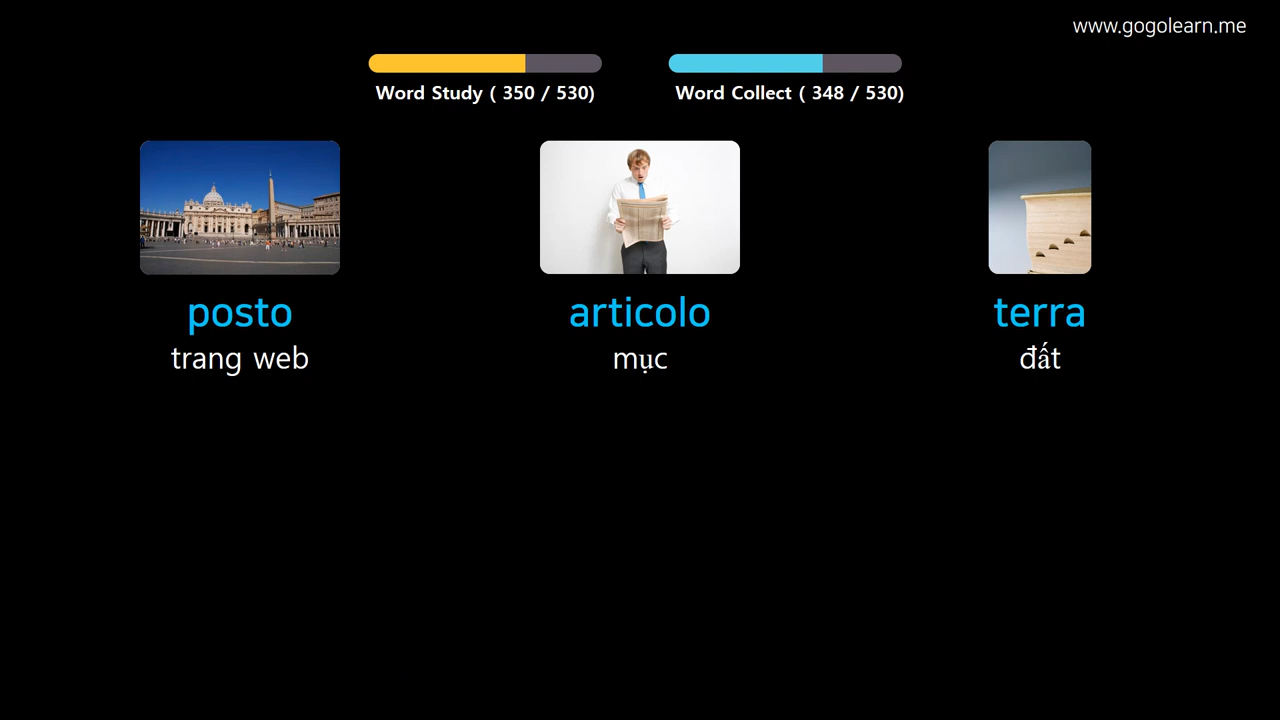 www.gogolearn.me
Word Study ( 350 / 530)
Word Collect ( 348 / 530)
posto
articolo
terra
trang web
mục
đất